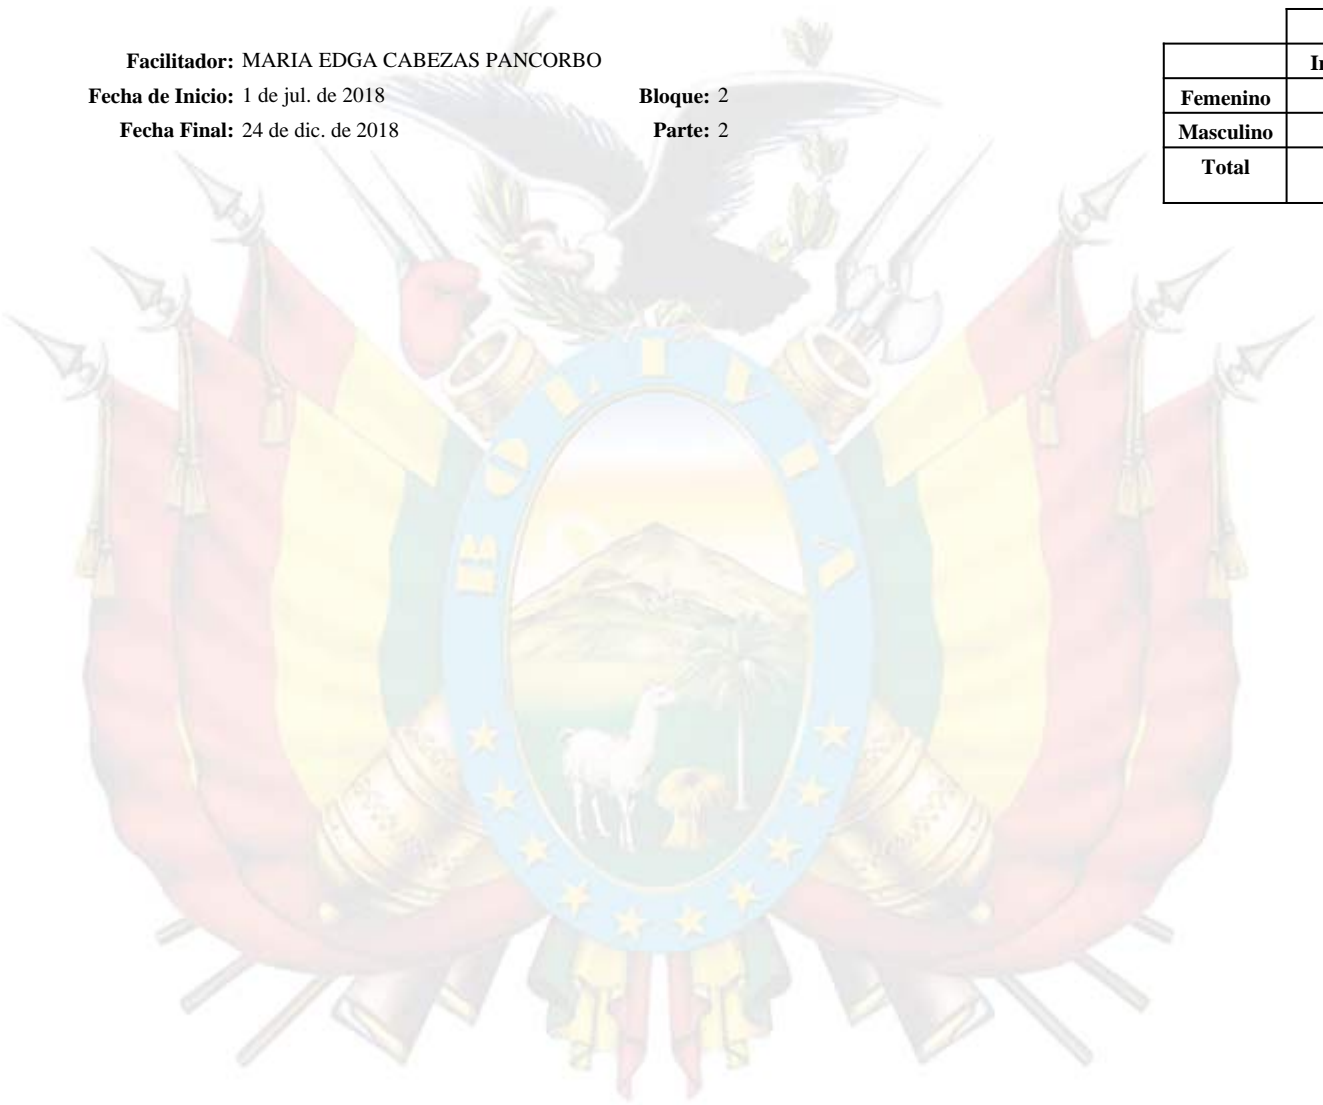 Facilitador: MARIA EDGA CABEZAS PANCORBO
Fecha de Inicio: 1 de jul. de 2018 Bloque: 2
Fecha Final: 24 de dic. de 2018 Parte: 2
Femenino
Masculino
Total
BOLIVIA